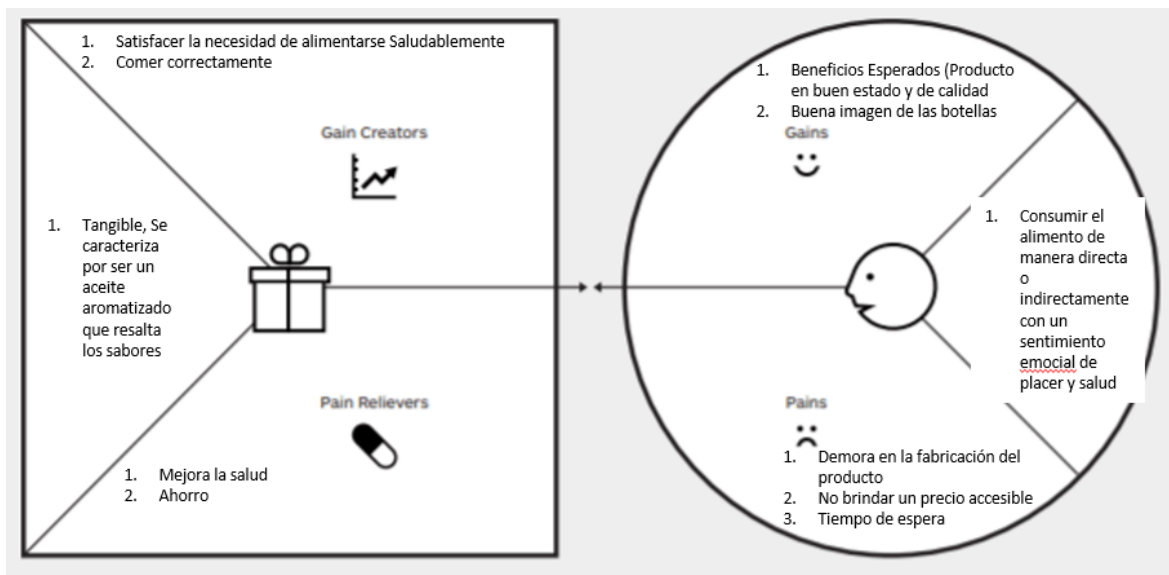 1. Satisfacer la necesidad de alimentarse Saludablemente
2. Comer correctamente
Gain Creators
1. Tangible, Se
caracteriza
por ser un
aceite
aromatizado
que resalta
los sabores
Pain Relievers
1. Mejora la salud
2. Ahorro
1. Beneficios Esperados (Producto
en buen estado y de calidad
2. Buena imagen de las botellas
Gains
1. Consumir el
alimento de
manera directa
o
indirectamente
con un
sentimiento
emocial de
placer y salud
Pains
1. Demora en la fabricación del
producto
2. No brindar un precio accesible
3. Tiempo de espera